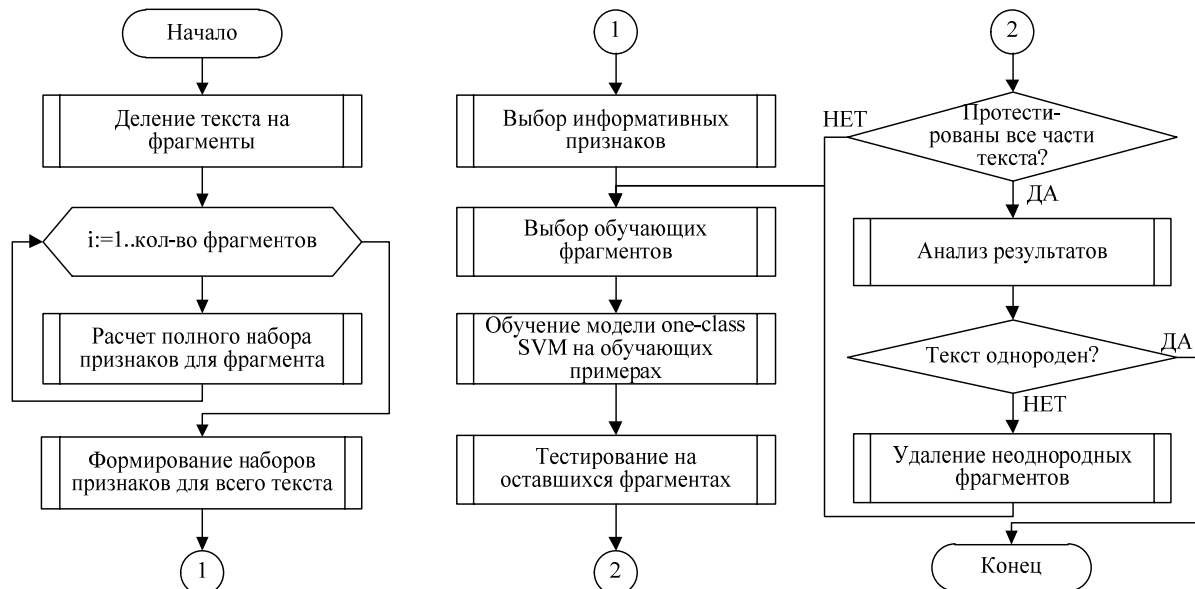 Начало
Деление текста на
фрагменты
i:=1..кол-во фрагментов
Расчет полного набора
признаков для фрагмента
Формирование наборов
признаков для всего текста
1
1
Выбор информативных
признаков
Выбор обучающих
фрагментов
Обучение модели one-class
SVM на обучающих
примерах
Тестирование на
оставшихся фрагментах
2
2
Протести-
рованы все части
текста?
НЕТ
ДА
Анализ результатов
Текст однороден?
ДА
НЕТ
Удаление неоднородных
фрагментов
Конец